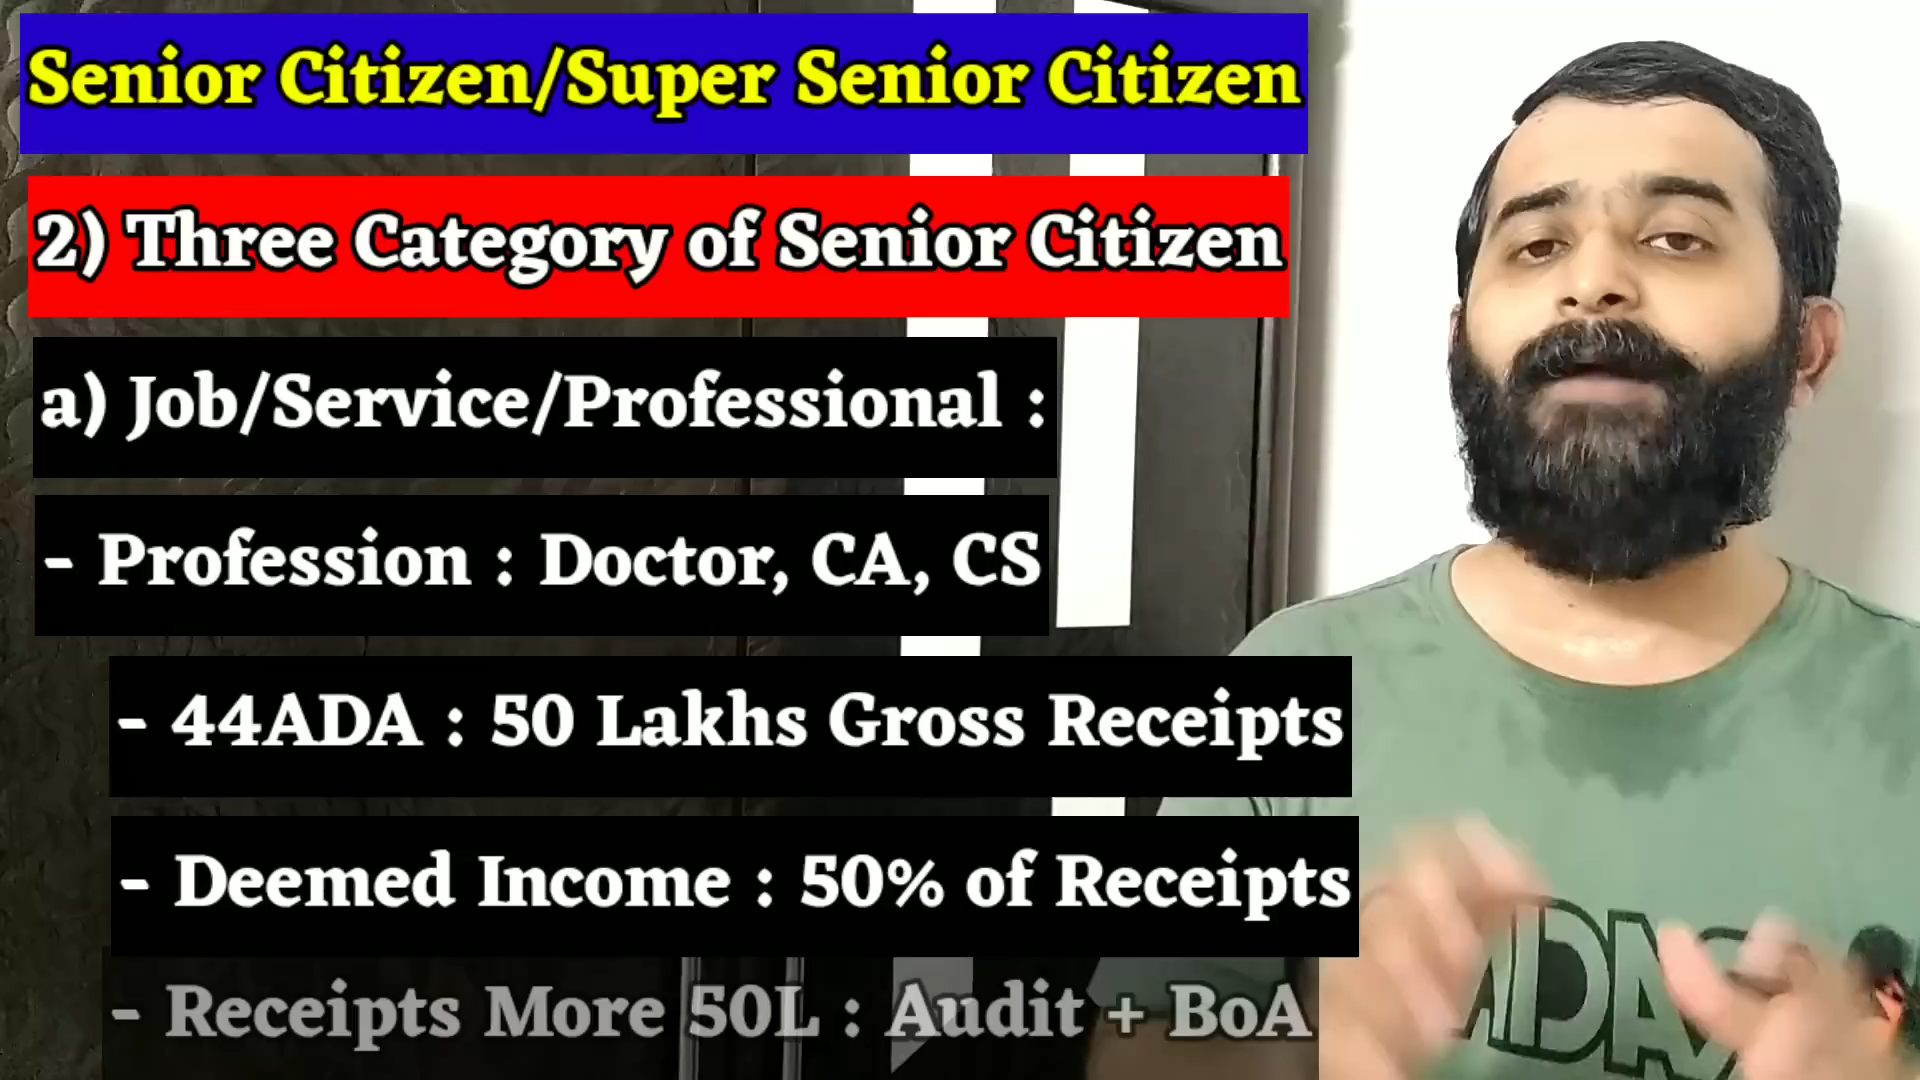 Senior Citizen/Super Senior Citizen
2) Three Category of Senior Citizen
a) Job/Service/Professional :
- Profession : Doctor, CA, CS
- 44ADA : 50 Lakhs Gross Receipts
- Deemed Income : 50% of Receipts
- Receipts More 50L : Audit + BoA